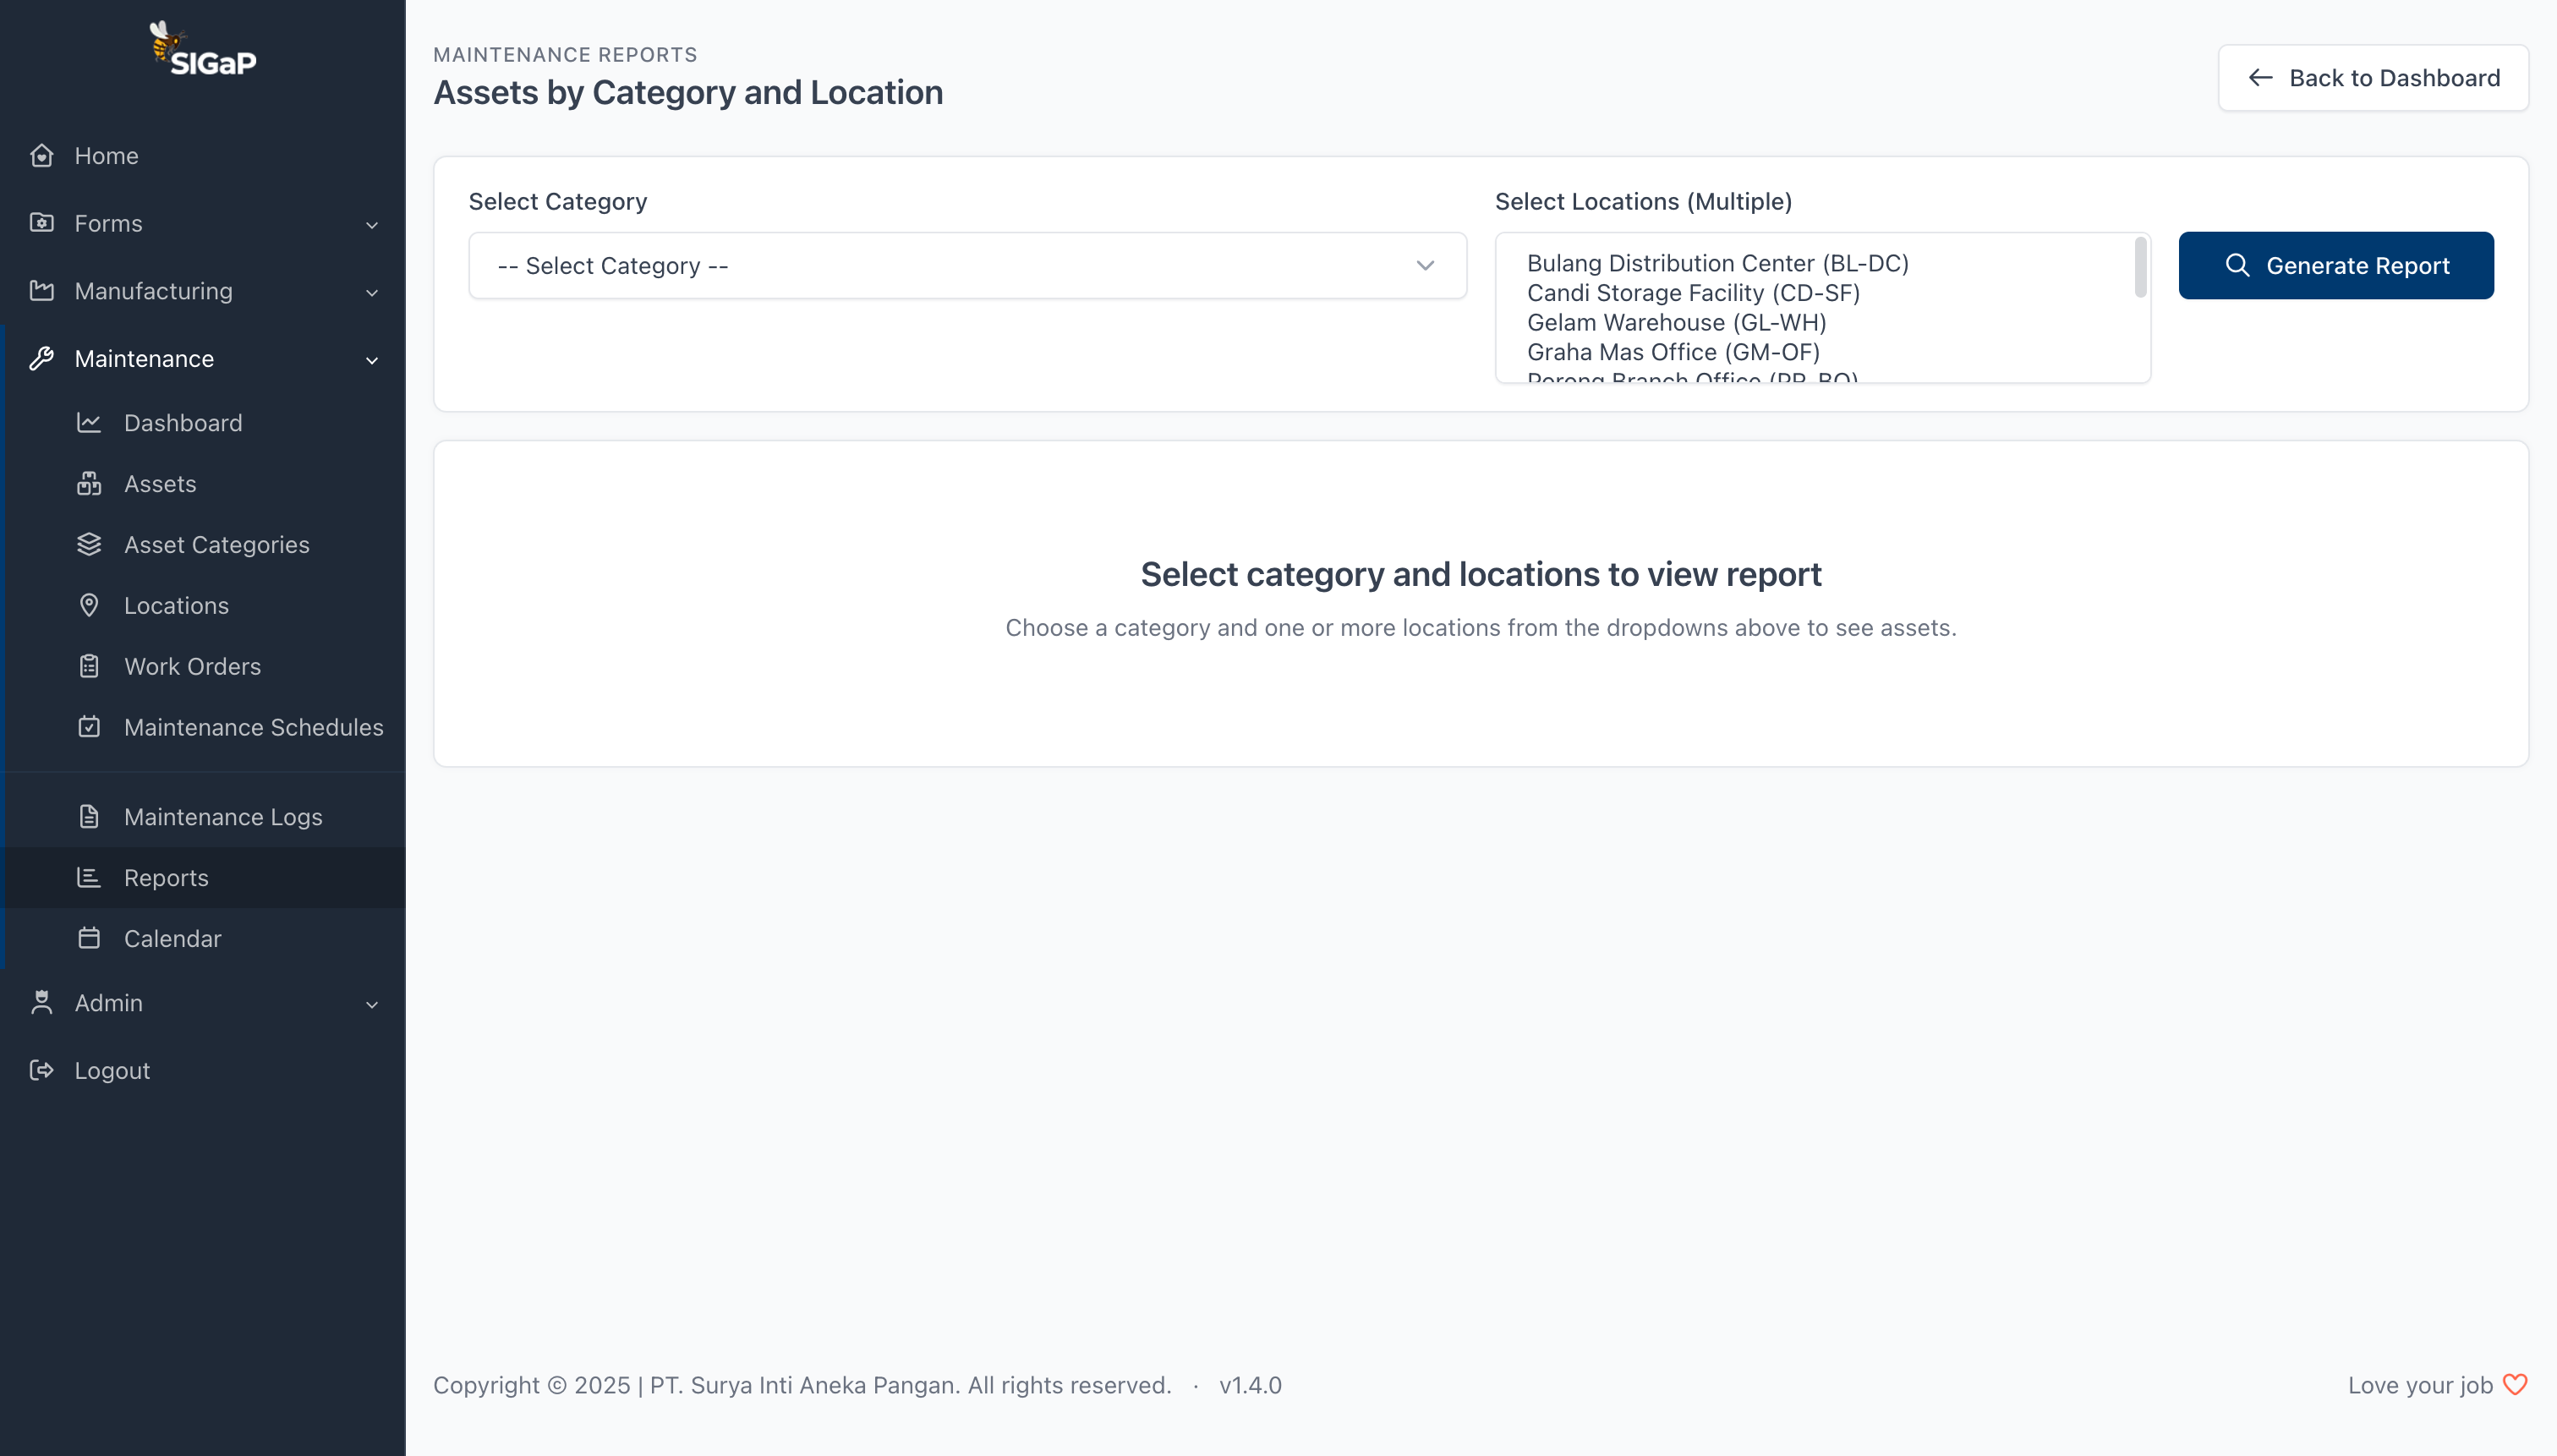 SIGaP
Home
Forms
Manufacturing
Maintenance
Dashboard
Assets
Asset Categories
Locations
Work Orders
Maintenance Schedules
Maintenance Logs
Reports
Calendar
Admin
Logout
MAINTENANCE REPORTS
Assets by Category and Location
Back to Dashboard
Select Category
-- Select Category --
Select Locations (Multiple)
Bulang Distribution Center (BL-DC)
Candi Storage Facility (CD-SF)
Gelam Warehouse (GL-WH)
Graha Mas Office (GM-OF)
Porong Branch Office (PR-BO)
Generate Report
Select category and locations to view report
Choose a category and one or more locations from the dropdowns above to see assets.
Copyright © 2025 | PT. Surya Inti Aneka Pangan. All rights reserved. · v1.4.0
Love your job